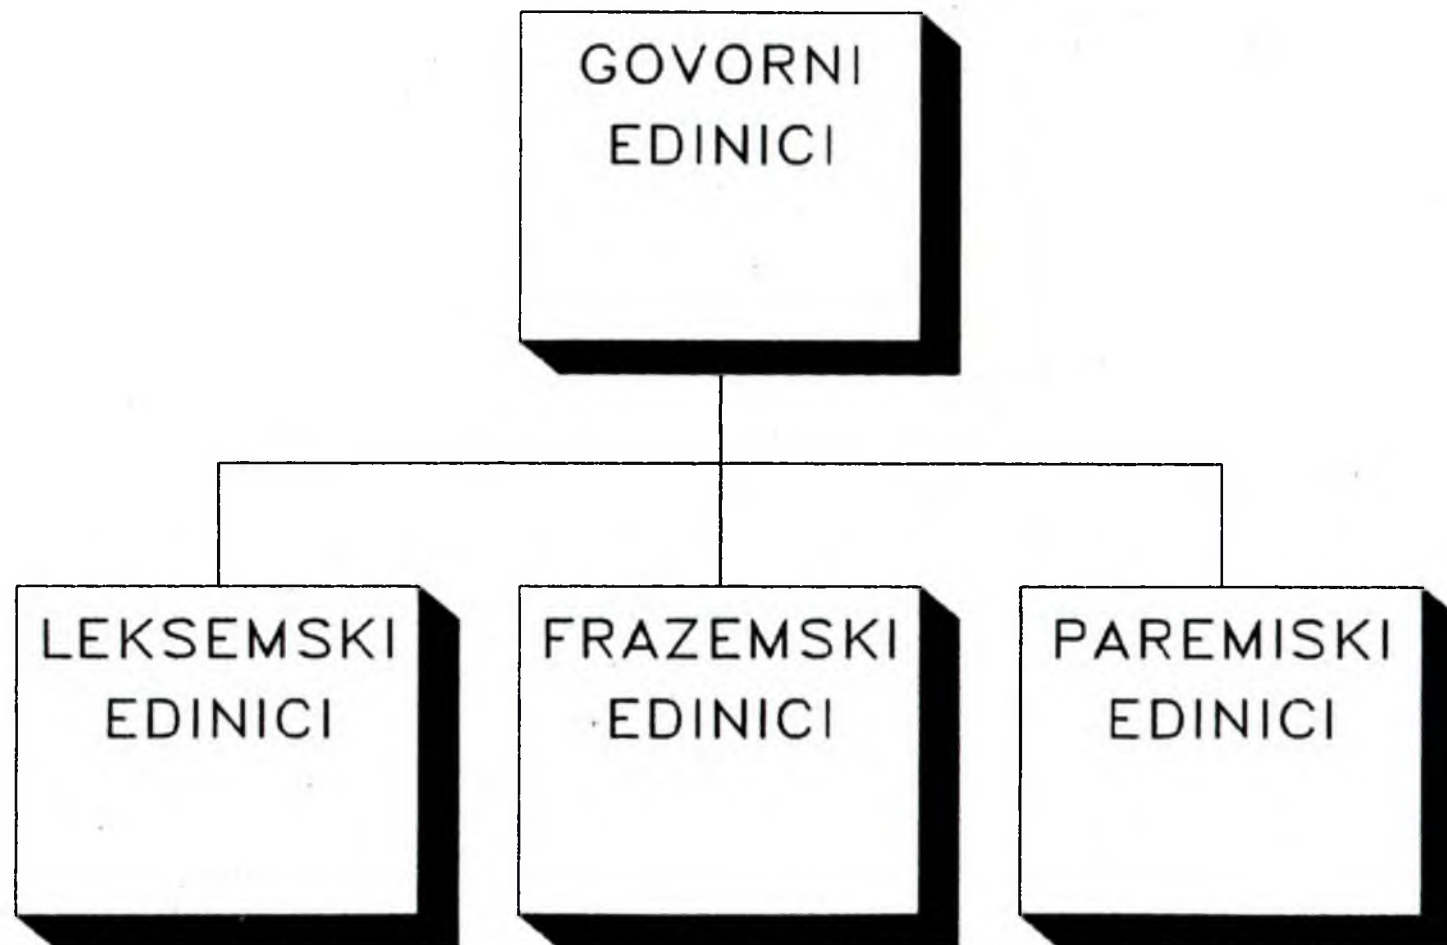 GOVORNI
EDINICI
LEKSEMSKI
EDINICI
FRAZEMSKI
EDINICI
PAREMISKI
EDINICI